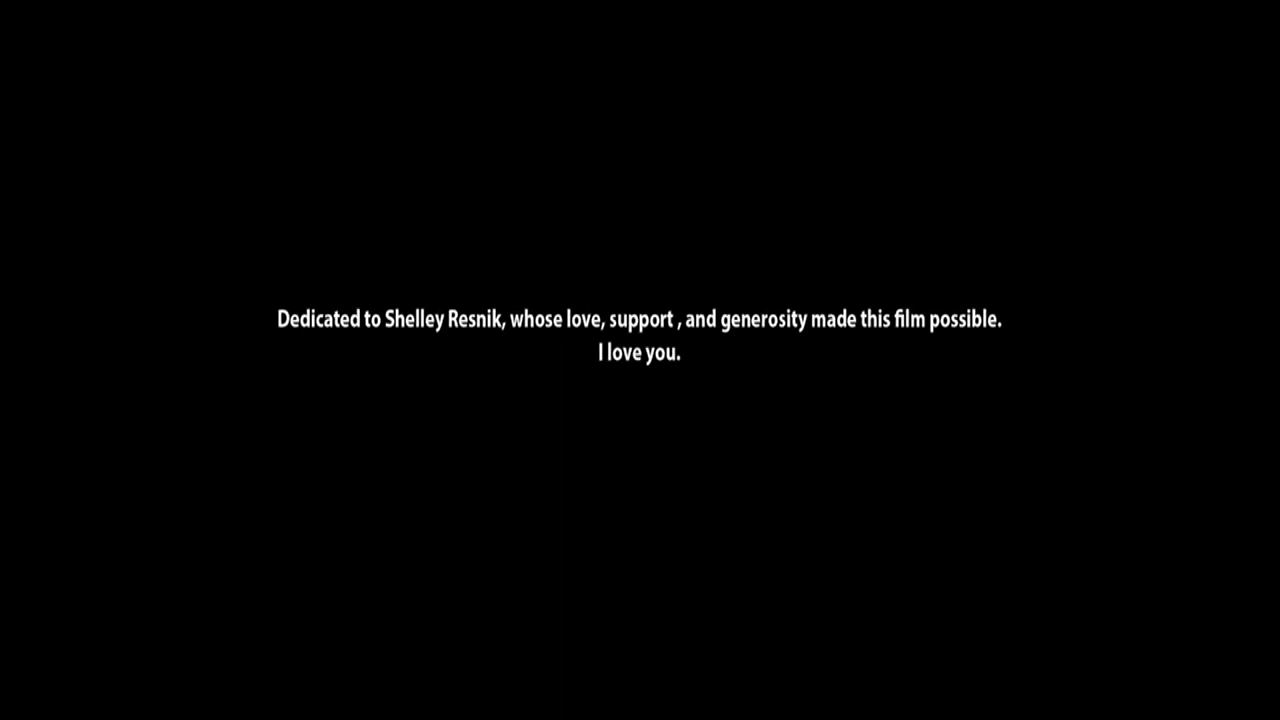 Dedicated to Shelley Resnik, whose love, support , and generosity made this film possible.
I love you.